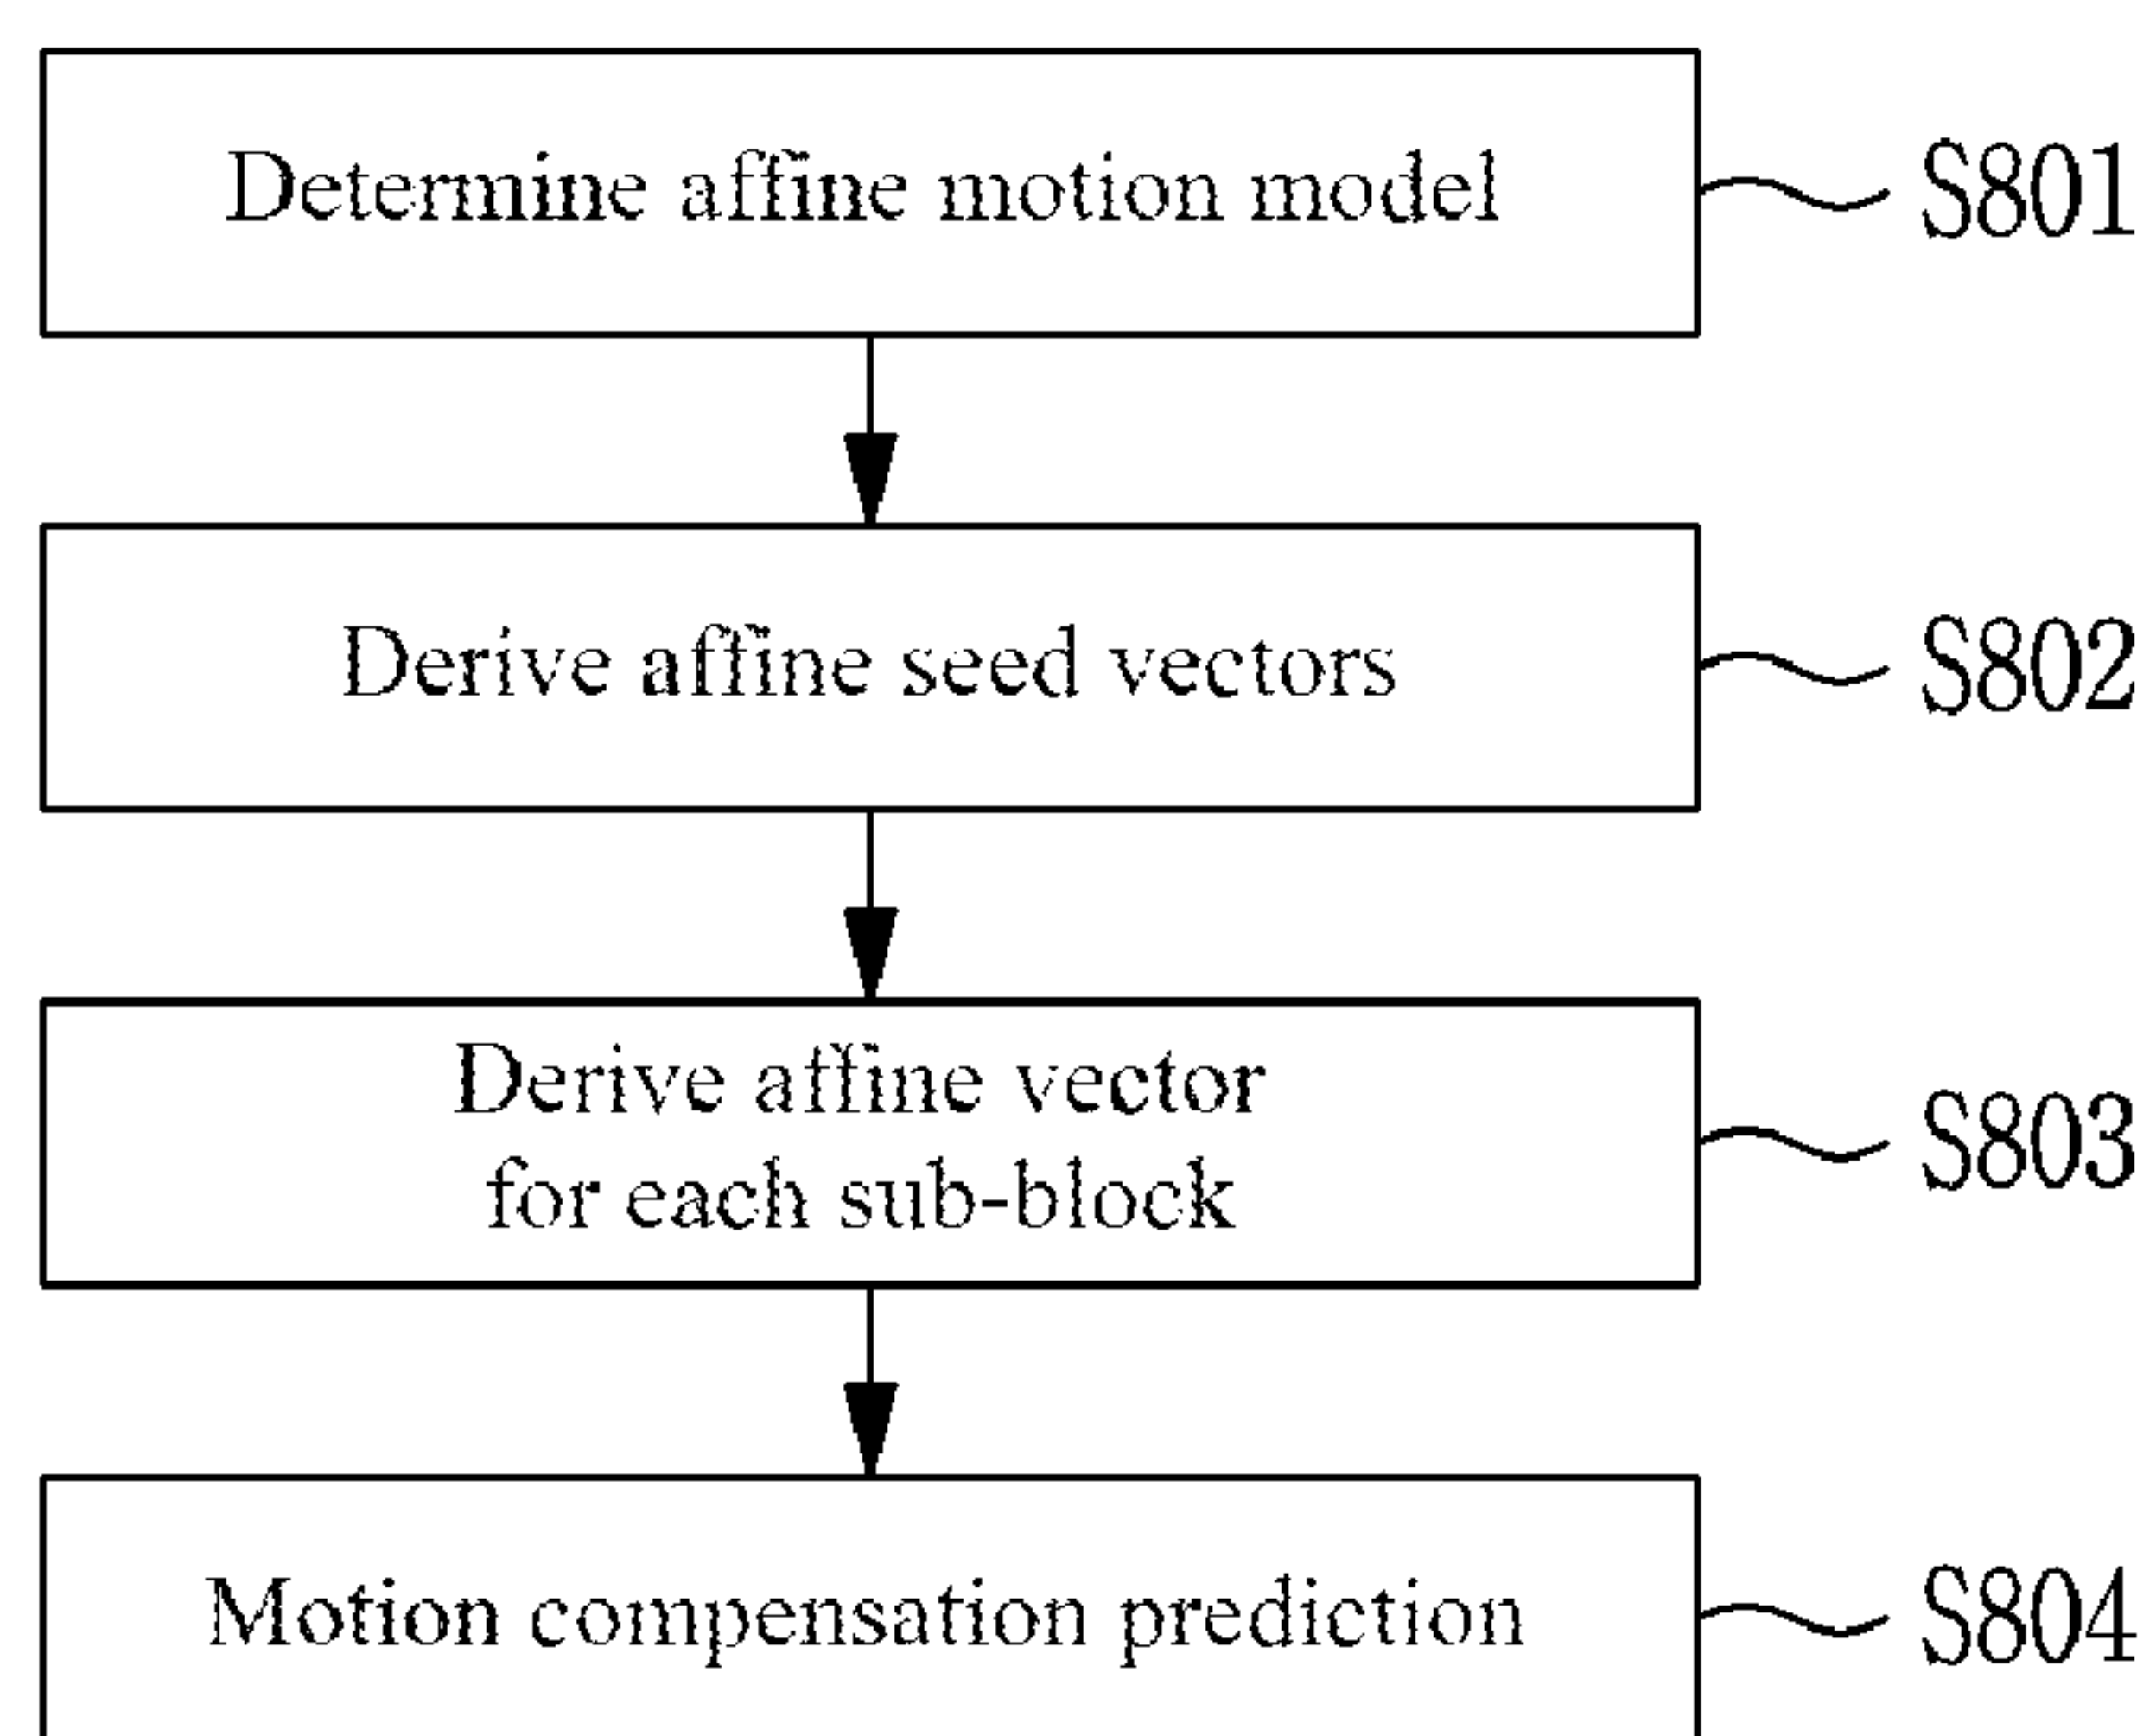 Determine affine motion model
S801
Derive affine seed vectors
S802
Derive affine vector
for each sub-block
S803
Motion compensation prediction
S804